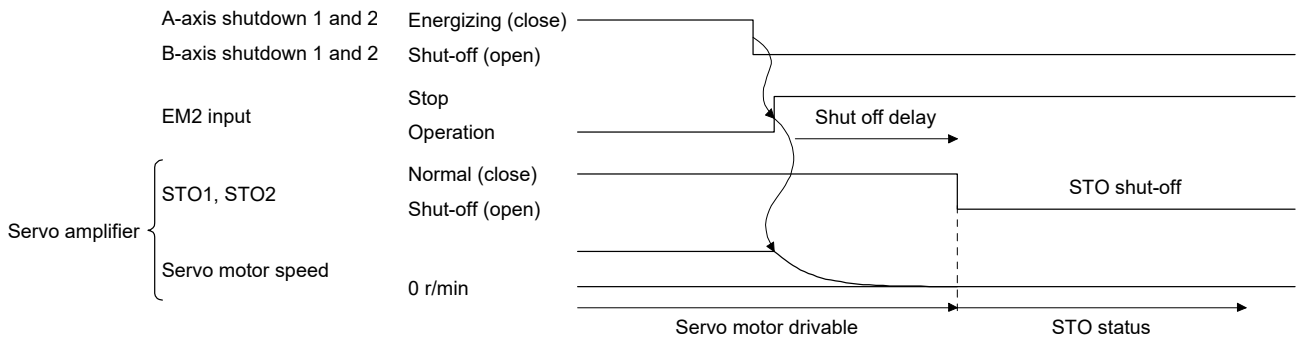 A-axis shutdown 1 and 2
Energizing (close)
B-axis shutdown 1 and 2
Shut-off (open)
EM2 input
Stop
Operation
Shut off delay
Servo amplifier
STO1, STO2
Normal (close)
Shut-off (open)
STO shut-off
Servo motor speed
0 r/min
Servo motor drivable
STO status